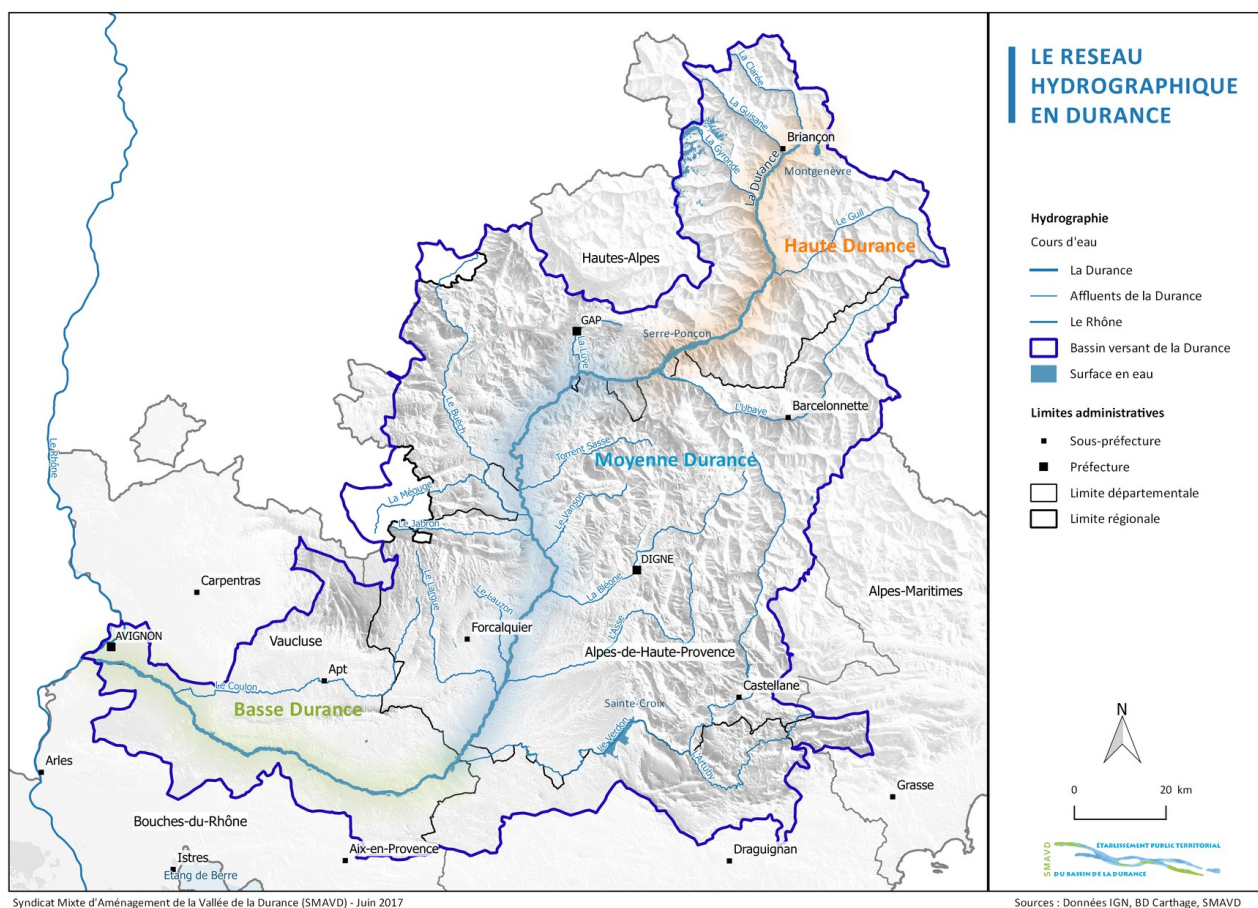 LE RESEAU
HYDROGRAPHIQUE
EN DURANCE
Hydrographie
Cours d'eau
La Durance
Affluents de la Durance
Le Rhône
Bassin versant de la Durance
Surface en eau
Limites administratives
Sous-préfecture
Préfecture
Limite départementale
Limite régionale
N
0 20 km
SMAVD
ÉTABLISSEMENT PUBLIC TERRITORIAL
DU BASSIN DE LA DURANCE
La Clarée
La Guisane
Briançon
La Gyronde
Montgenèvre
La Durance
Le Guil
Haute Durance
Hautes-Alpes
GAP
Serre-Ponçon
La Luye
Le Buëch
L'Ubaye
Barcelonnette
Le Rhône
Torrent Sasse
Moyenne Durance
La Méouge
Le Vanson
Le Jabron
DIGNE
Carpentras
Le Largue
La Bléone
Alpes-Maritimes
Le Lauzon
Forcalquier
L'Asse
AVIGNON
Vaucluse
Alpes-de-Haute-Provence
Apt
Le Coulon
Castellane
Basse Durance
Sainte-Croix
Le Verdon
L'Artuby
Arles
Grasse
Bouches-du-Rhône
Aix-en-Provence
Draguignan
Istres
Etang de Berre
Syndicat Mixte d'Aménagement de la Vallée de la Durance (SMAVD) - Juin 2017
Sources : Données IGN, BD Carthage, SMAVD